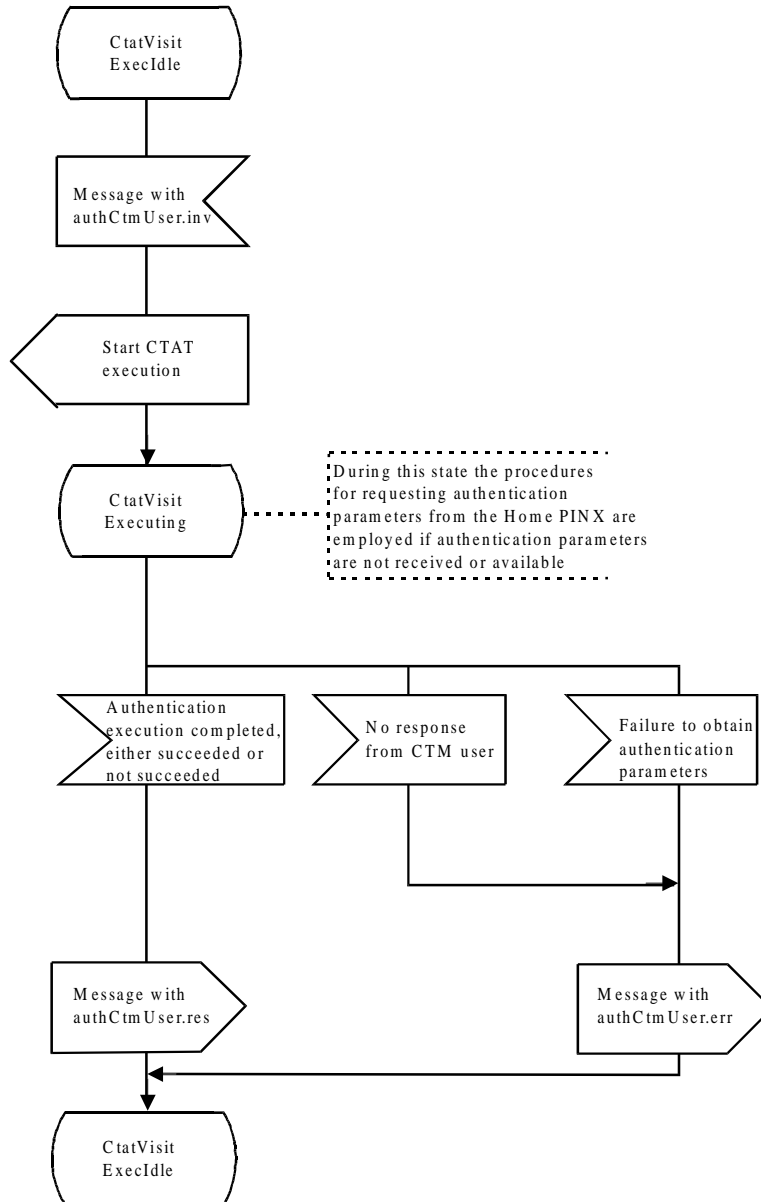 CtatVisit
ExecIdle
Message with
authCtmUser.inv
Start CTAT
execution
CtatVisit
Executing
During this state the procedures
for requesting authentication
parameters from the Home PINX are
employed if authentication parameters
are not received or available
Authentication
execution completed,
either succeeded or
not succeeded
No response
from CTM user
Failure to obtain
authentication
parameters
Message with
authCtmUser.res
Message with
authCtmUser.err
CtatVisit
ExecIdle